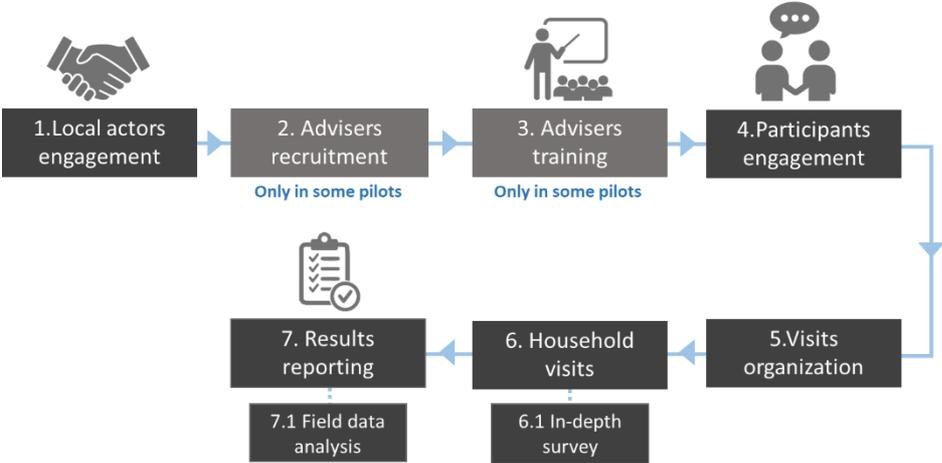 1.Local actors
engagement
2. Advisers
recruitment
3. Advisers
training
4.Participants
engagement
Only in some pilots
Only in some pilots
5.Visits
organization
6. Household
visits
7. Results
reporting
6.1 In-depth
survey
7.1 Field data
analysis